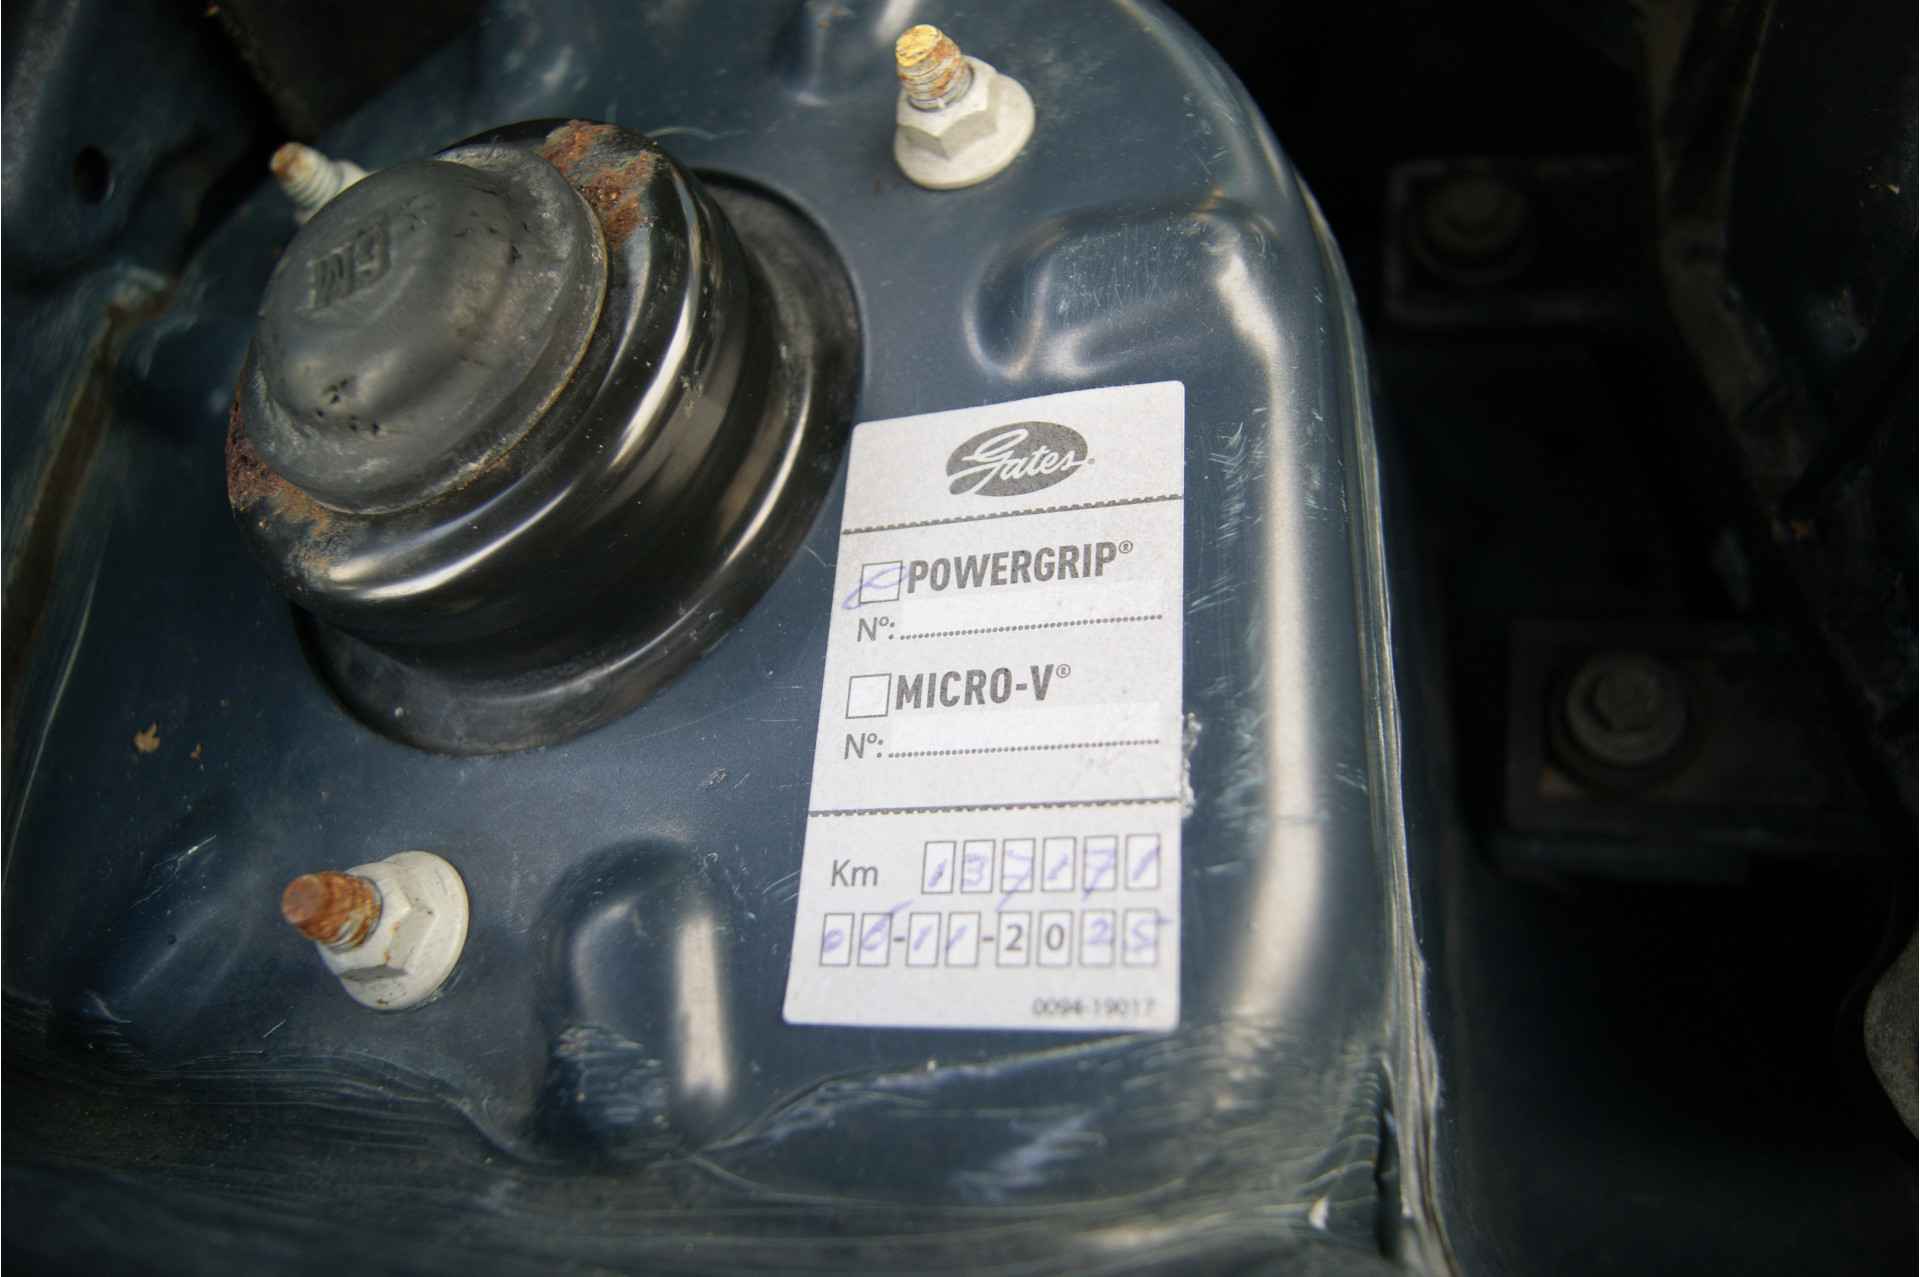 Gates®
POWERGRIP®
Nº:
MICRO-V®
Nº:
Km 137171
06-11-2025
0094-19017